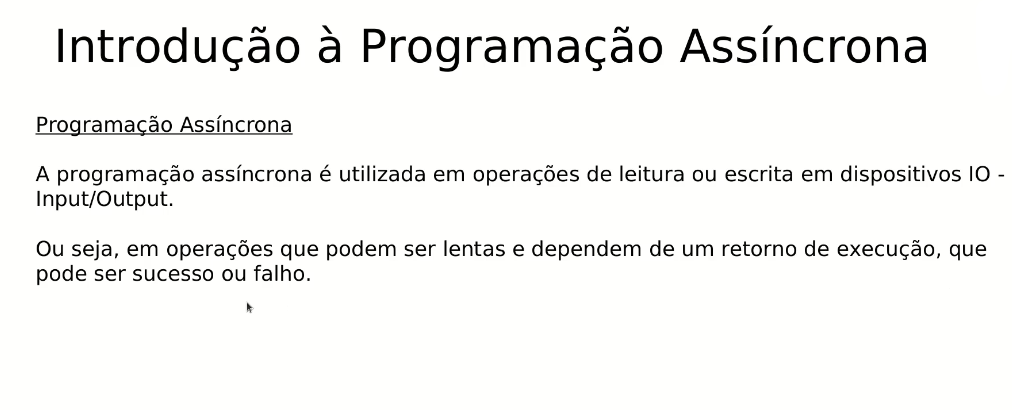 Introdução à Programação Assíncrona
Programação Assíncrona
A programação assíncrona é utilizada em operações de leitura ou escrita em dispositivos IO -
Input/Output.
Ou seja, em operações que podem ser lentas e dependem de um retorno de execução, que
pode ser sucesso ou falho.